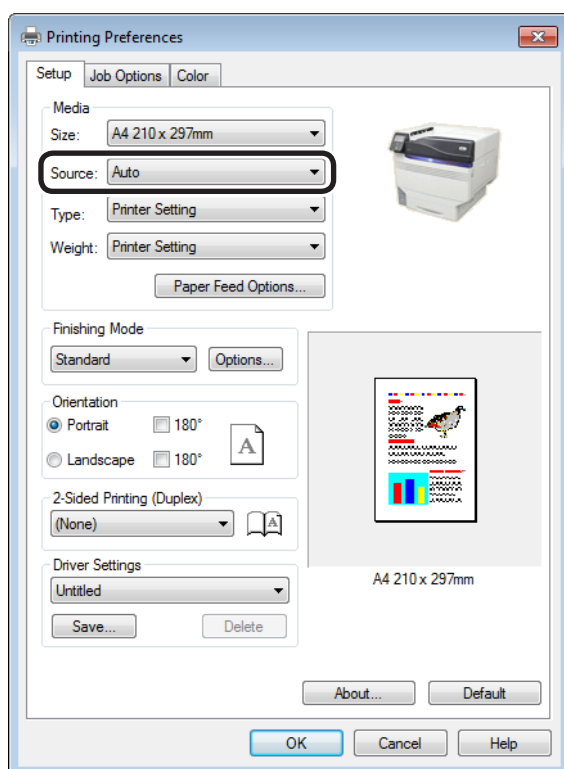 Printing Preferences
Setup Job Options Color
Media
Size: A4 210 x 297mm
Source: Auto
Type: Printer Setting
Weight: Printer Setting
Paper Feed Options...
Finishing Mode
Standard Options...
Orientation
Portrait 180°
A
Landscape 180°
2-Sided Printing (Duplex)
(None) A
Driver Settings
Untitled
A4 210 x 297mm
Save... Delete
About... Default
OK Cancel Help